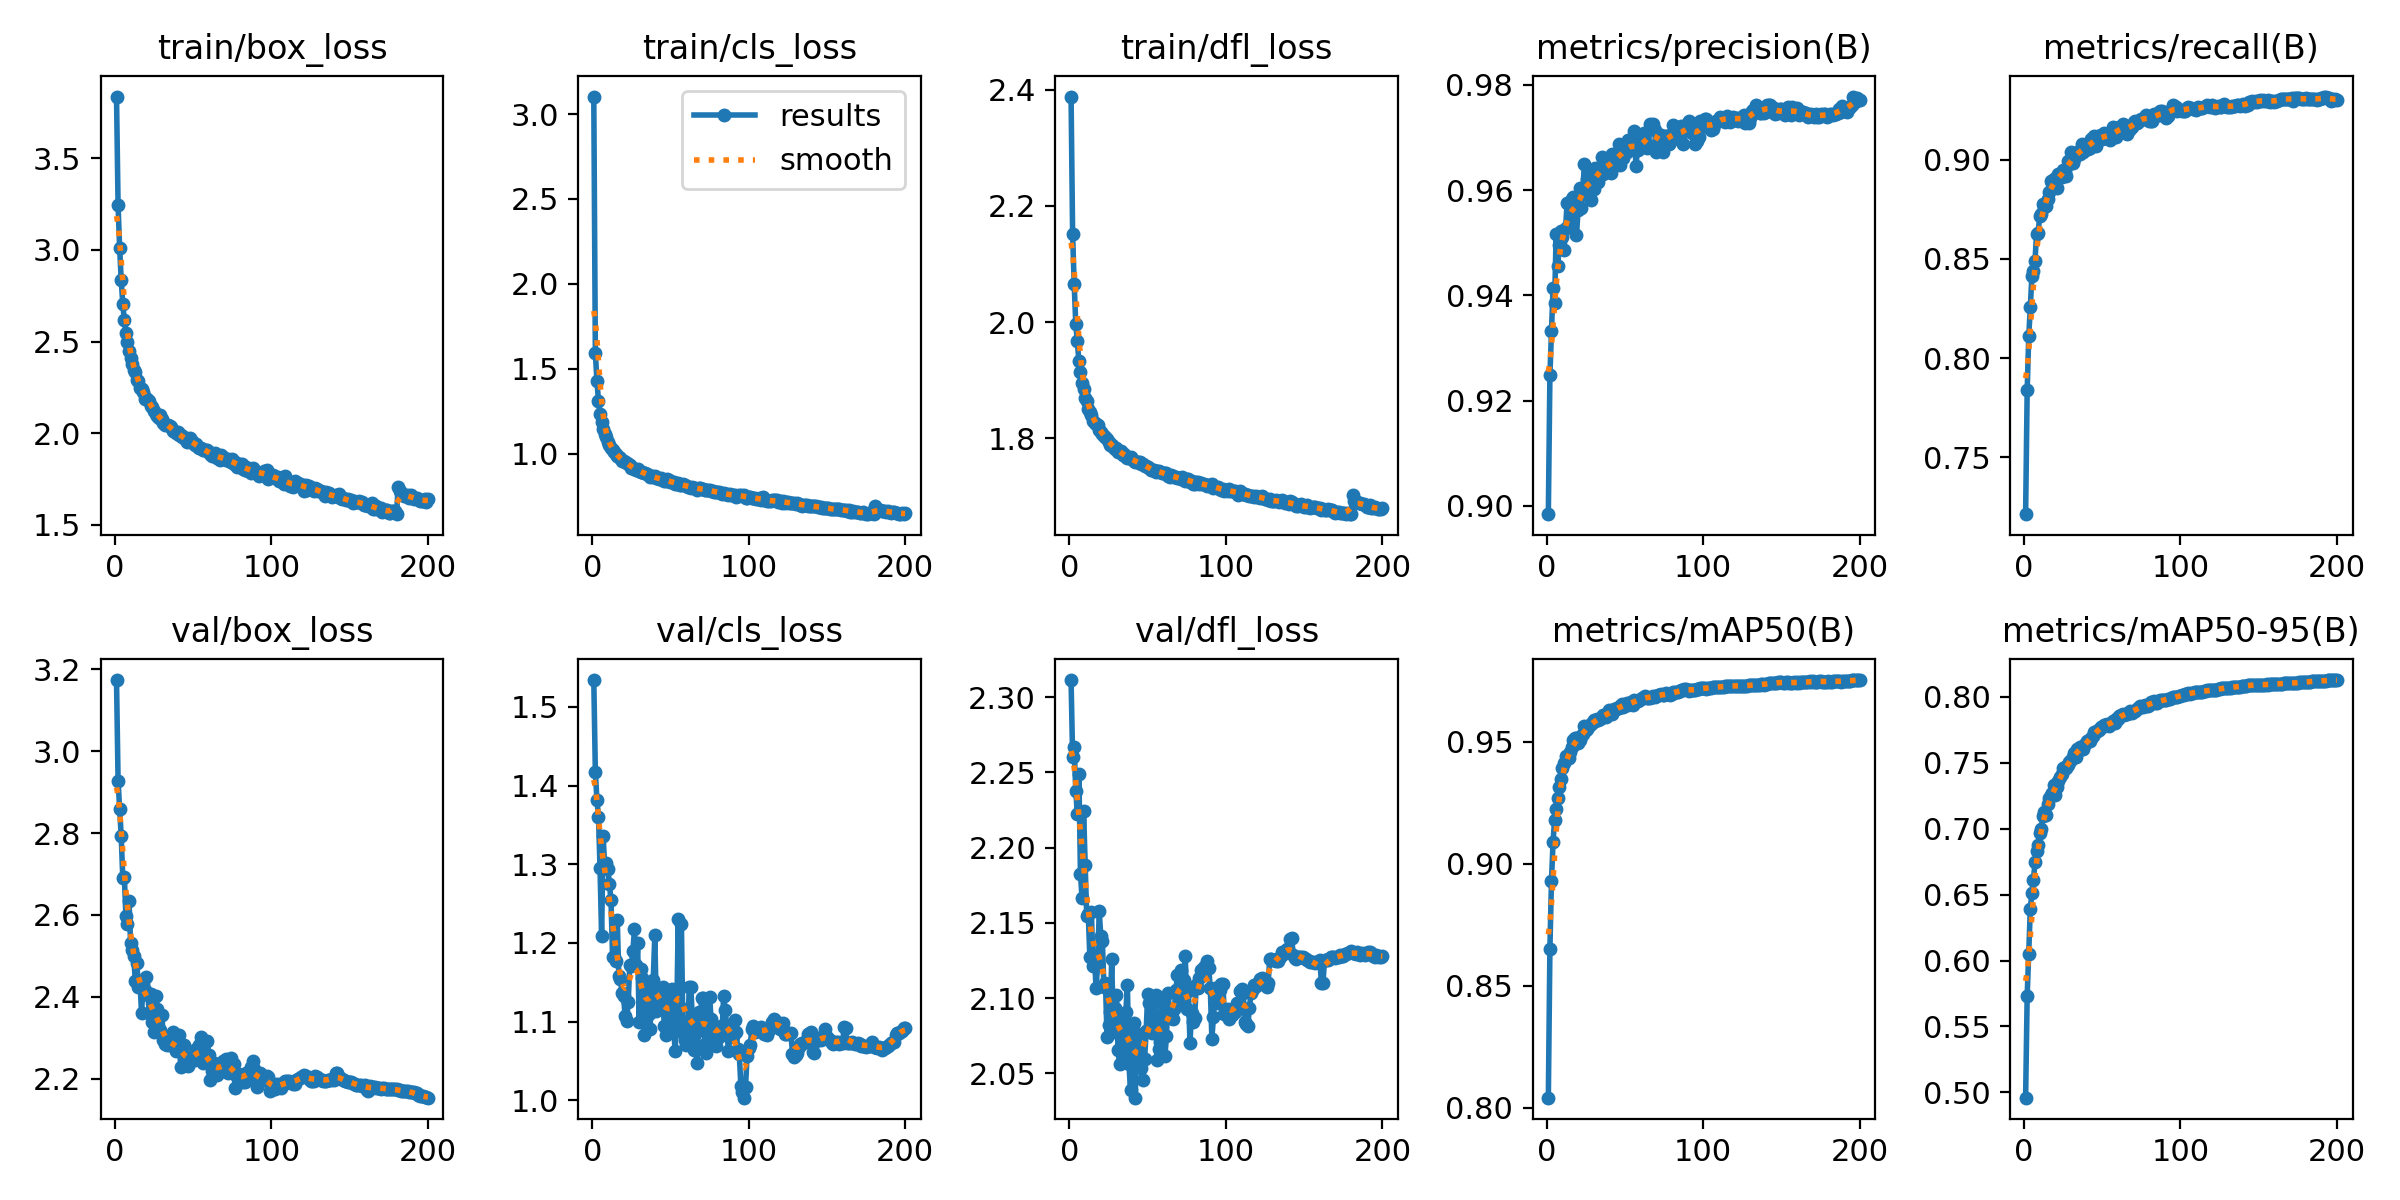 train/box_loss
3.5
3.0
2.5
2.0
1.5
0 100 200
train/cls_loss
results
smooth
3.0
2.5
2.0
1.5
1.0
0 100 200
train/dfl_loss
2.4
2.2
2.0
1.8
0 100 200
metrics/precision(B)
0.98
0.96
0.94
0.92
0.90
0 100 200
metrics/recall(B)
0.90
0.85
0.80
0.75
0 100 200
val/box_loss
3.2
3.0
2.8
2.6
2.4
2.2
0 100 200
val/cls_loss
1.5
1.4
1.3
1.2
1.1
1.0
0 100 200
val/dfl_loss
2.30
2.25
2.20
2.15
2.10
2.05
0 100 200
metrics/mAP50(B)
0.95
0.90
0.85
0.80
0 100 200
metrics/mAP50-95(B)
0.80
0.75
0.70
0.65
0.60
0.55
0.50
0 100 200